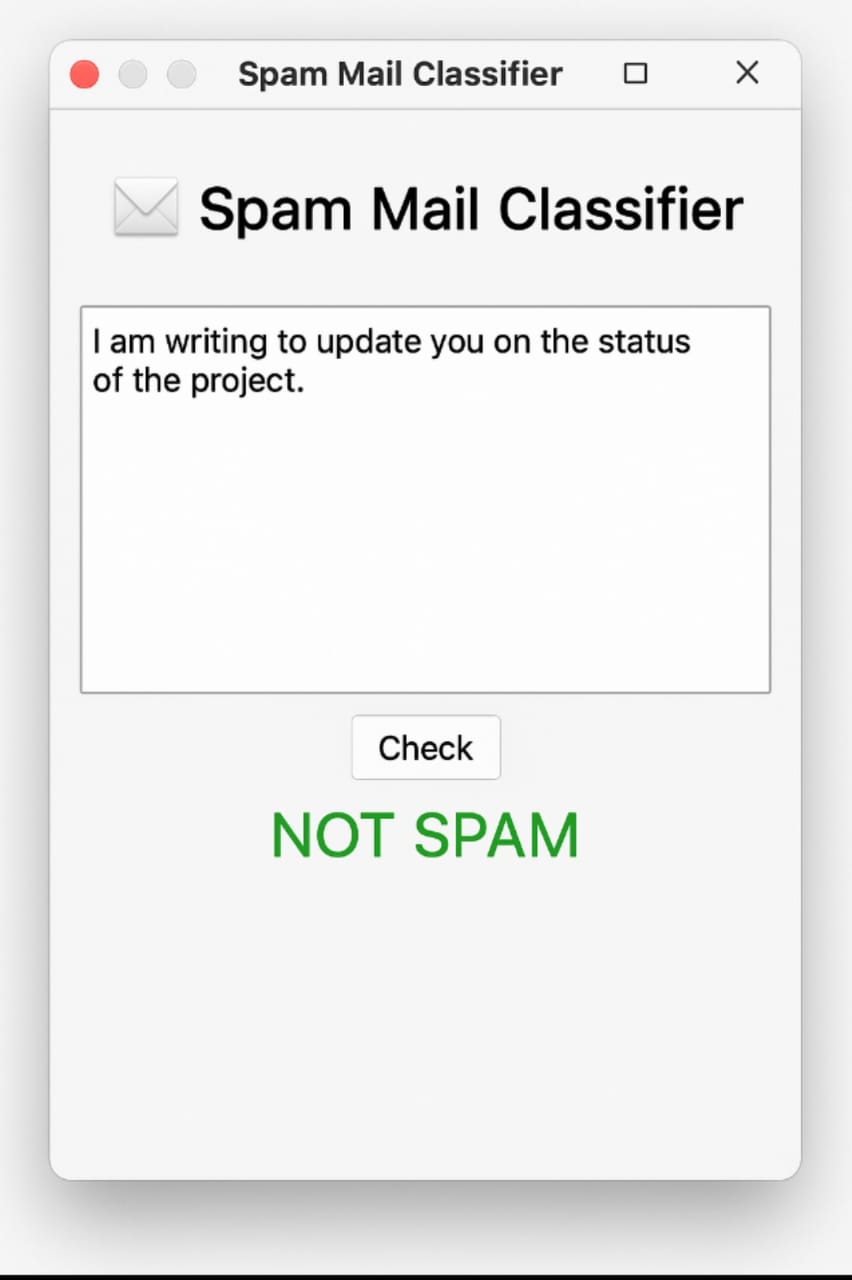 Spam Mail Classifier
Spam Mail Classifier
I am writing to update you on the status
of the project.
Check
NOT SPAM